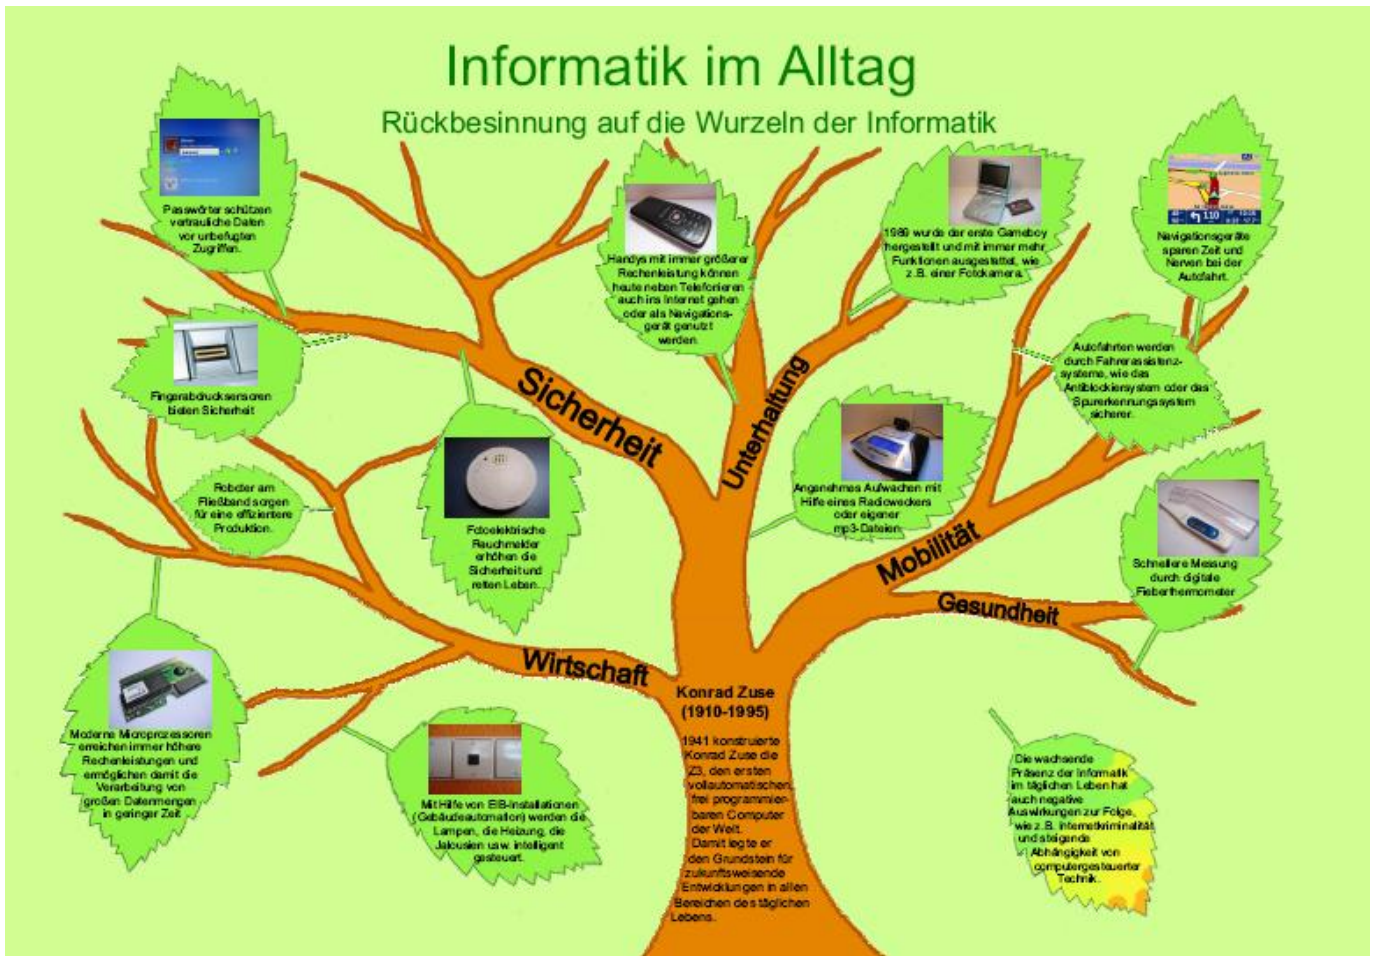 Informatik im Alltag
Rückbesinnung auf die Wurzeln der Informatik
Passwörter schützen
vertrauliche Daten
vor unbefugten
Zugriffen.
Handys mit immer größerer
Rechenleistung können
heute neben Telefonieren
auch ins Internet gehen
oder als Navigations-
gerät genutzt
werden.
1989 wurde der erste Gameboy
hergestellt und mit immer mehr
Funktionen ausgestattet, wie
z.B. einer Fotokamera.
110
Navigationsgeräte
sparen Zeit und
Nerven bei der
Autofahrt.
Fingerabdrucksensoren
bieten Sicherheit
Sicherheit
Unterhaltung
Autofahrten werden
durch Fahrerassistenz-
systeme, wie das
Antiblockiersystem oder das
Spurerkennungssystem
sicherer.
Roboter am
Fließband sorgen
für eine effizientere
Produktion.
Fotoelektrische
Rauchmelder
erhöhen die
Sicherheit und
retten Leben.
Angenehmes Aufwachen mit
Hilfe eines Radioweckers
oder eigener
mp3-Dateien.
Mobilität
Schnellere Messung
durch digitale
Fieberthermometer
Gesundheit
Wirtschaft
Moderne Microprozessoren
erreichen immer höhere
Rechenleistungen und
ermöglichen damit die
Verarbeitung von
großen Datenmengen
in geringer Zeit
Mit Hilfe von EIB-Installationen
(Gebäudeautomation) werden die
Lampen, die Heizung, die
Jalousien usw. intelligent
gesteuert.
Konrad Zuse
(1910-1995)
1941 konstruierte
Konrad Zuse die
Z3, den ersten
vollautomatischen,
frei programmier-
baren Computer
der Welt.
Damit legte er
den Grundstein für
zukunftsweisende
Entwicklungen in allen
Bereichen des täglichen
Lebens.
Die wachsende
Präsenz der Informatik
im täglichen Leben hat
auch negative
Auswirkungen zur Folge,
wie z.B. Internetkriminalität
und steigende
Abhängigkeit von
computergesteuerter
Technik.